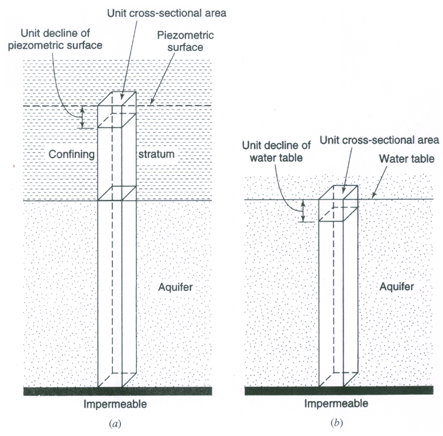 Unit cross-sectional area
Unit decline of
piezometric surface
Piezometric
surface
Confining
stratum
Aquifer
Impermeable
(a)
Unit decline of
water table
Unit cross-sectional area
Water table
Aquifer
Impermeable
(b)